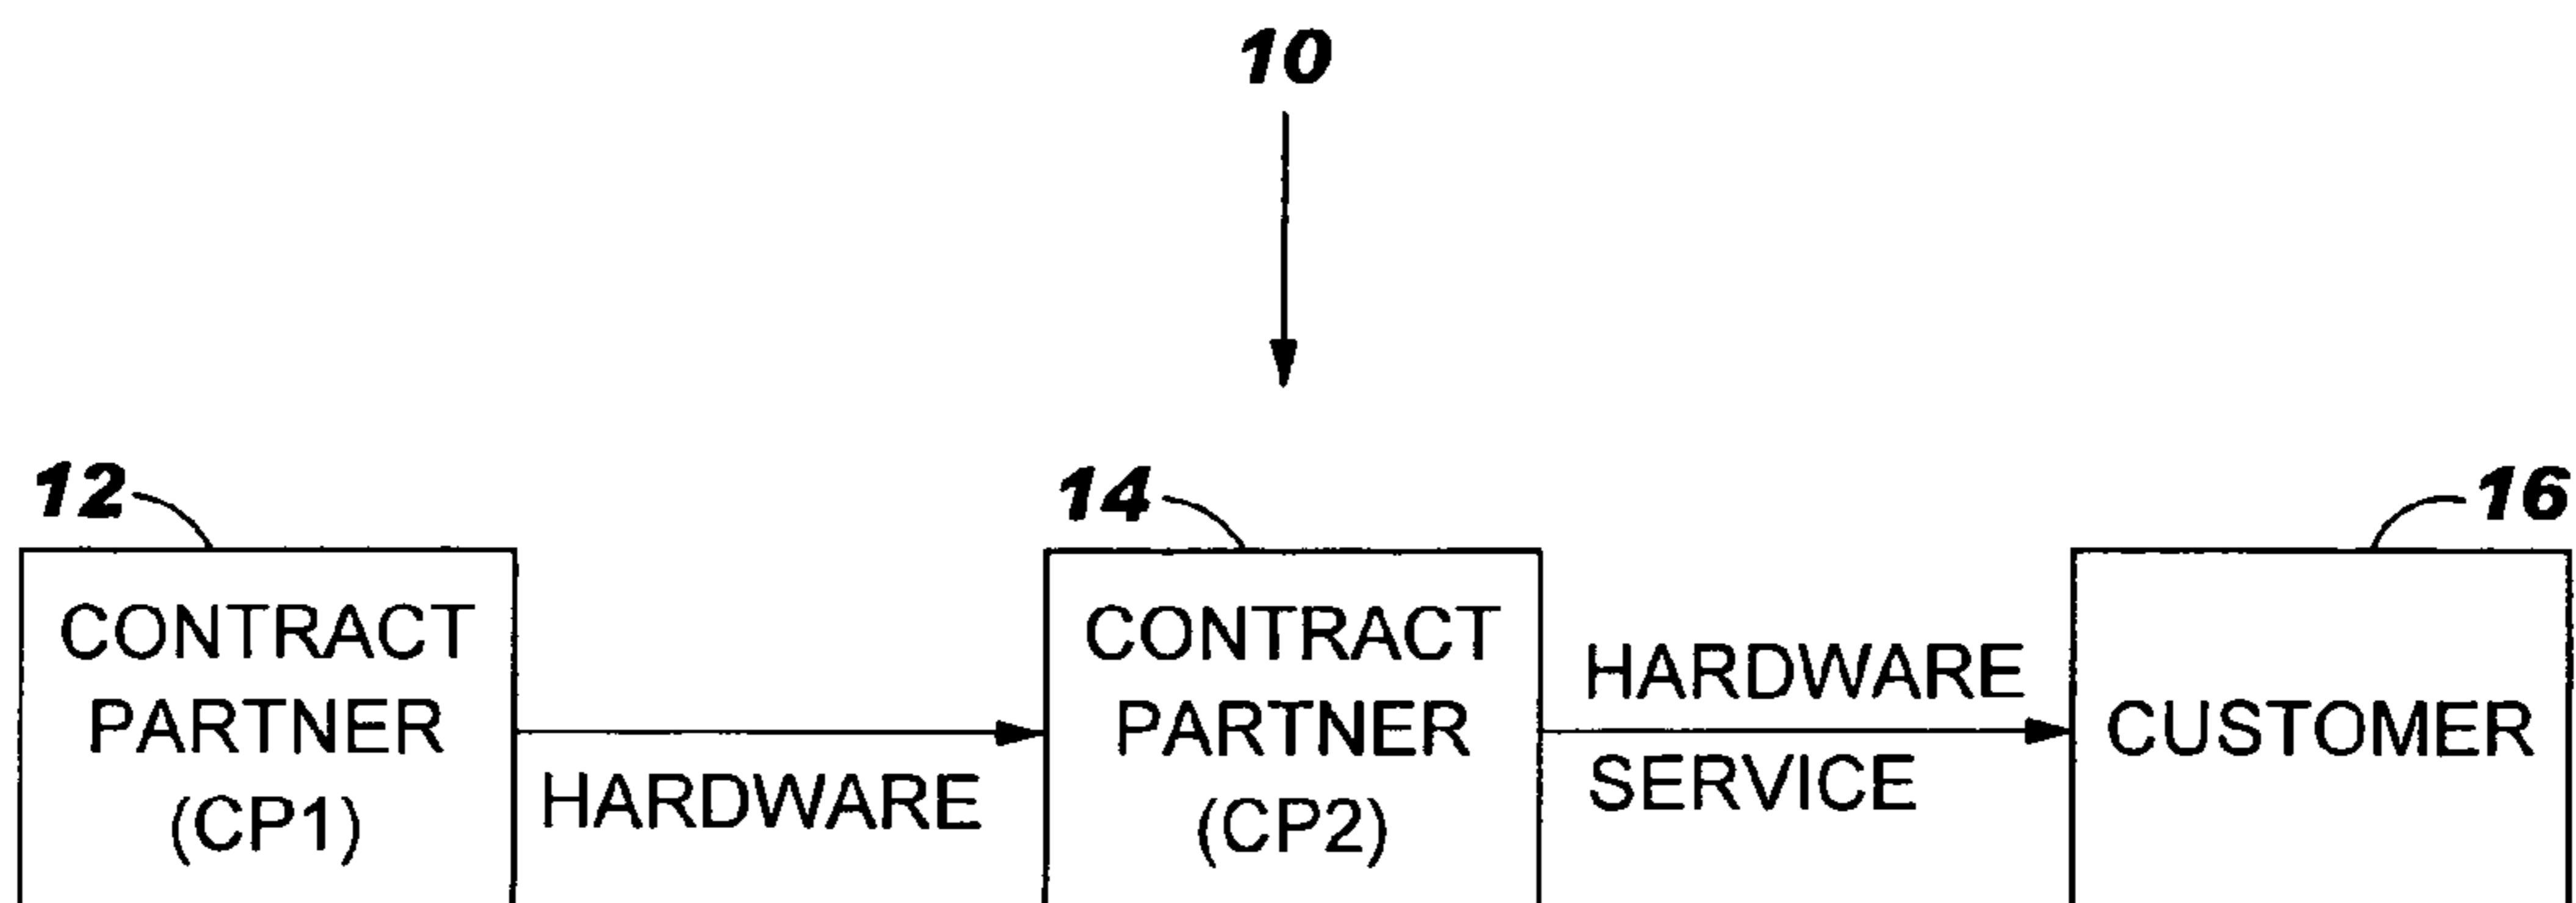 10
12
14
16
CONTRACT
PARTNER
(CP1)
HARDWARE
CONTRACT
PARTNER
(CP2)
HARDWARE
SERVICE
CUSTOMER